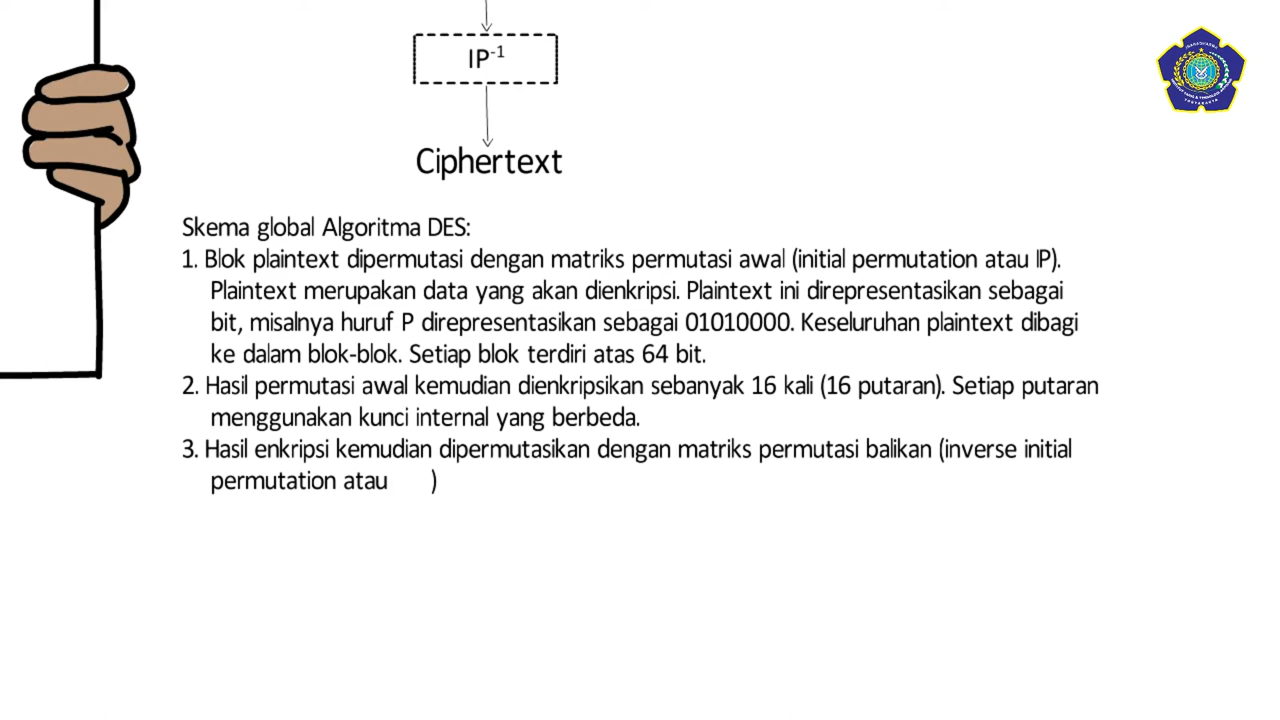 IP-1
Ciphertext
Skema global Algoritma DES:
1. Blok plaintext dipermutasi dengan matriks permutasi awal (initial permutation atau IP).
Plaintext merupakan data yang akan dienkripsi. Plaintext ini direpresentasikan sebagai
bit, misalnya huruf P direpresentasikan sebagai 01010000. Keseluruhan plaintext dibagi
ke dalam blok-blok. Setiap blok terdiri atas 64 bit.
2. Hasil permutasi awal kemudian dienkripsikan sebanyak 16 kali (16 putaran). Setiap putaran
menggunakan kunci internal yang berbeda.
3. Hasil enkripsi kemudian dipermutasikan dengan matriks permutasi balikan (inverse initial
permutation atau )